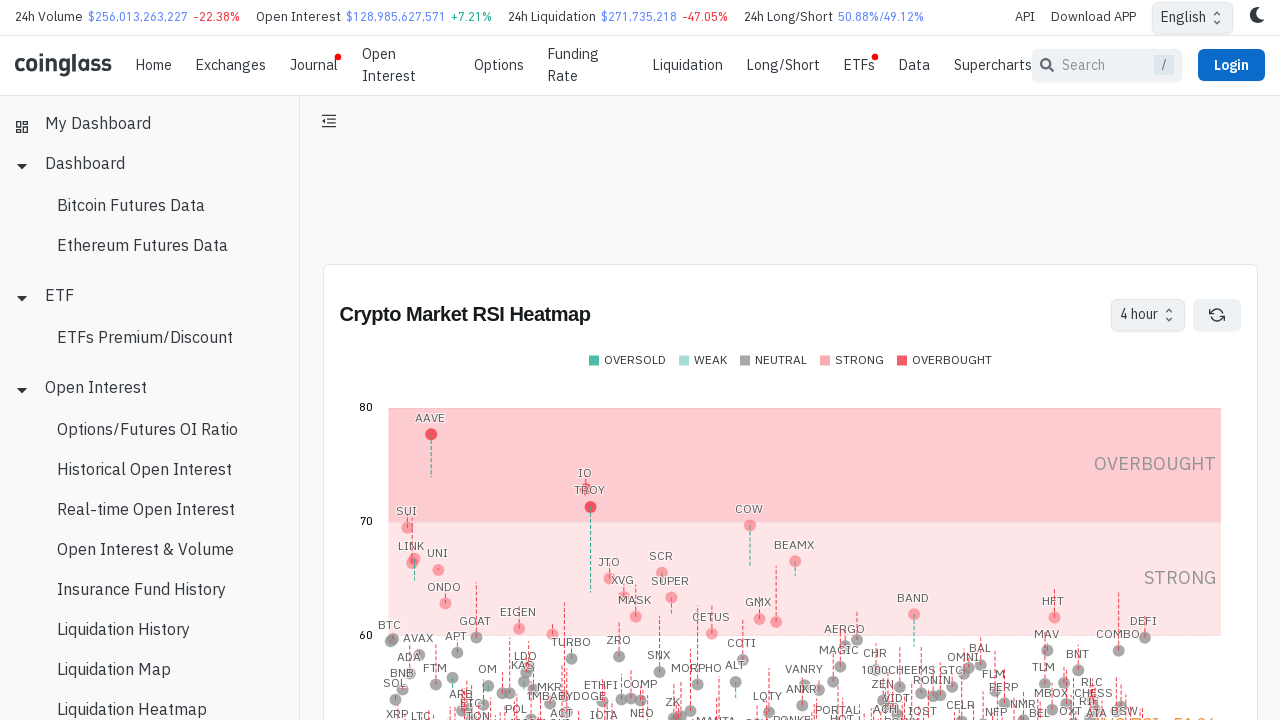 24h Volume $256,013,263,227 -22.38% Open Interest $128,985,627,571 +7.21% 24h Liquidation $271,735,218 -47.05% 24h Long/Short 50.88%/49.12% API Download APP English
coinglass Home Exchanges Journal Open Interest Options Funding Rate Liquidation Long/Short ETFs Data Supercharts Search / Login
My Dashboard
Dashboard
Bitcoin Futures Data
Ethereum Futures Data
ETF
ETFs Premium/Discount
Open Interest
Options/Futures OI Ratio
Historical Open Interest
Real-time Open Interest
Open Interest & Volume
Insurance Fund History
Liquidation History
Liquidation Map
Liquidation Heatmap
Crypto Market RSI Heatmap 4 hour
OVERSOLD WEAK NEUTRAL STRONG OVERBOUGHT
80
AAVE
OVERBOUGHT
IO
TROY
SUI COW
70
LINK UNI SCR BEAMX
JTO
STRONG
ONDO XVG SUPER
MASK GMX BAND HFT
EIGEN CETUS
BTC GOAT AERGO DEFI
60
AVAX APT TURBO ZRO COTI MAV COMBO
ADA LDO SNX MAGIC CHR OMNI BAL BNT
BNB FTM OM KAS MORPHO ALT VANRY 1000CHEEMS GTC FLM TLM
SOL ARB MKR ETHFI COMP ANKR ZEN RONIN PERP RLC
TMBABYDOGE LQTY VIDT NMR MBOX CHESS
XRP LTC TON POL ACT IOTA NEO ZK PORTAL ACH IOST CELR NFP BEL OXT ATA BSW